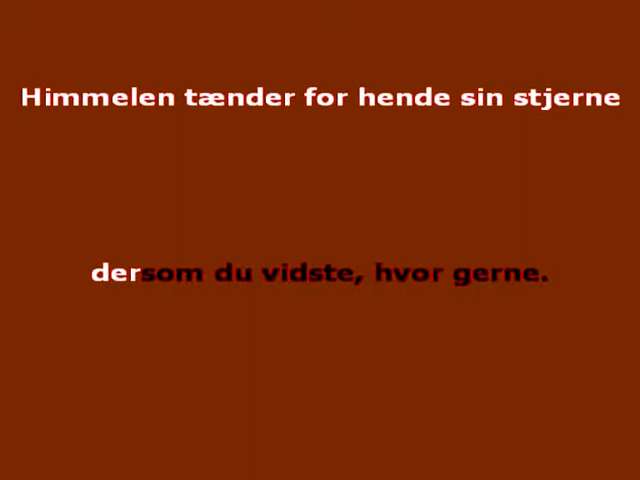 Himmelen tænder for hende sin stjerne
dersom du vidste, hvor gerne.